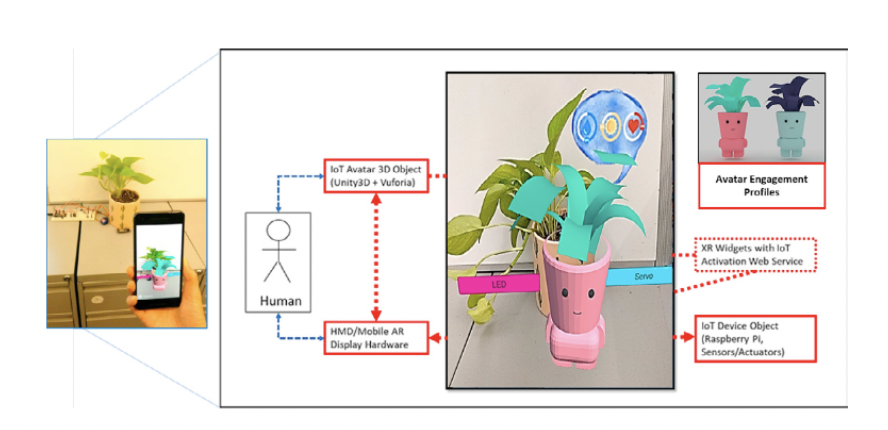 IoT Avatar 3D Object
(Unity3D + Vuforia)
Human
HMD/Mobile AR
Display Hardware
LED
Servo
Avatar Engagement
Profiles
XR Widgets with IoT
Activation Web Service
IoT Device Object
(Raspberry Pi,
Sensors/Actuators)